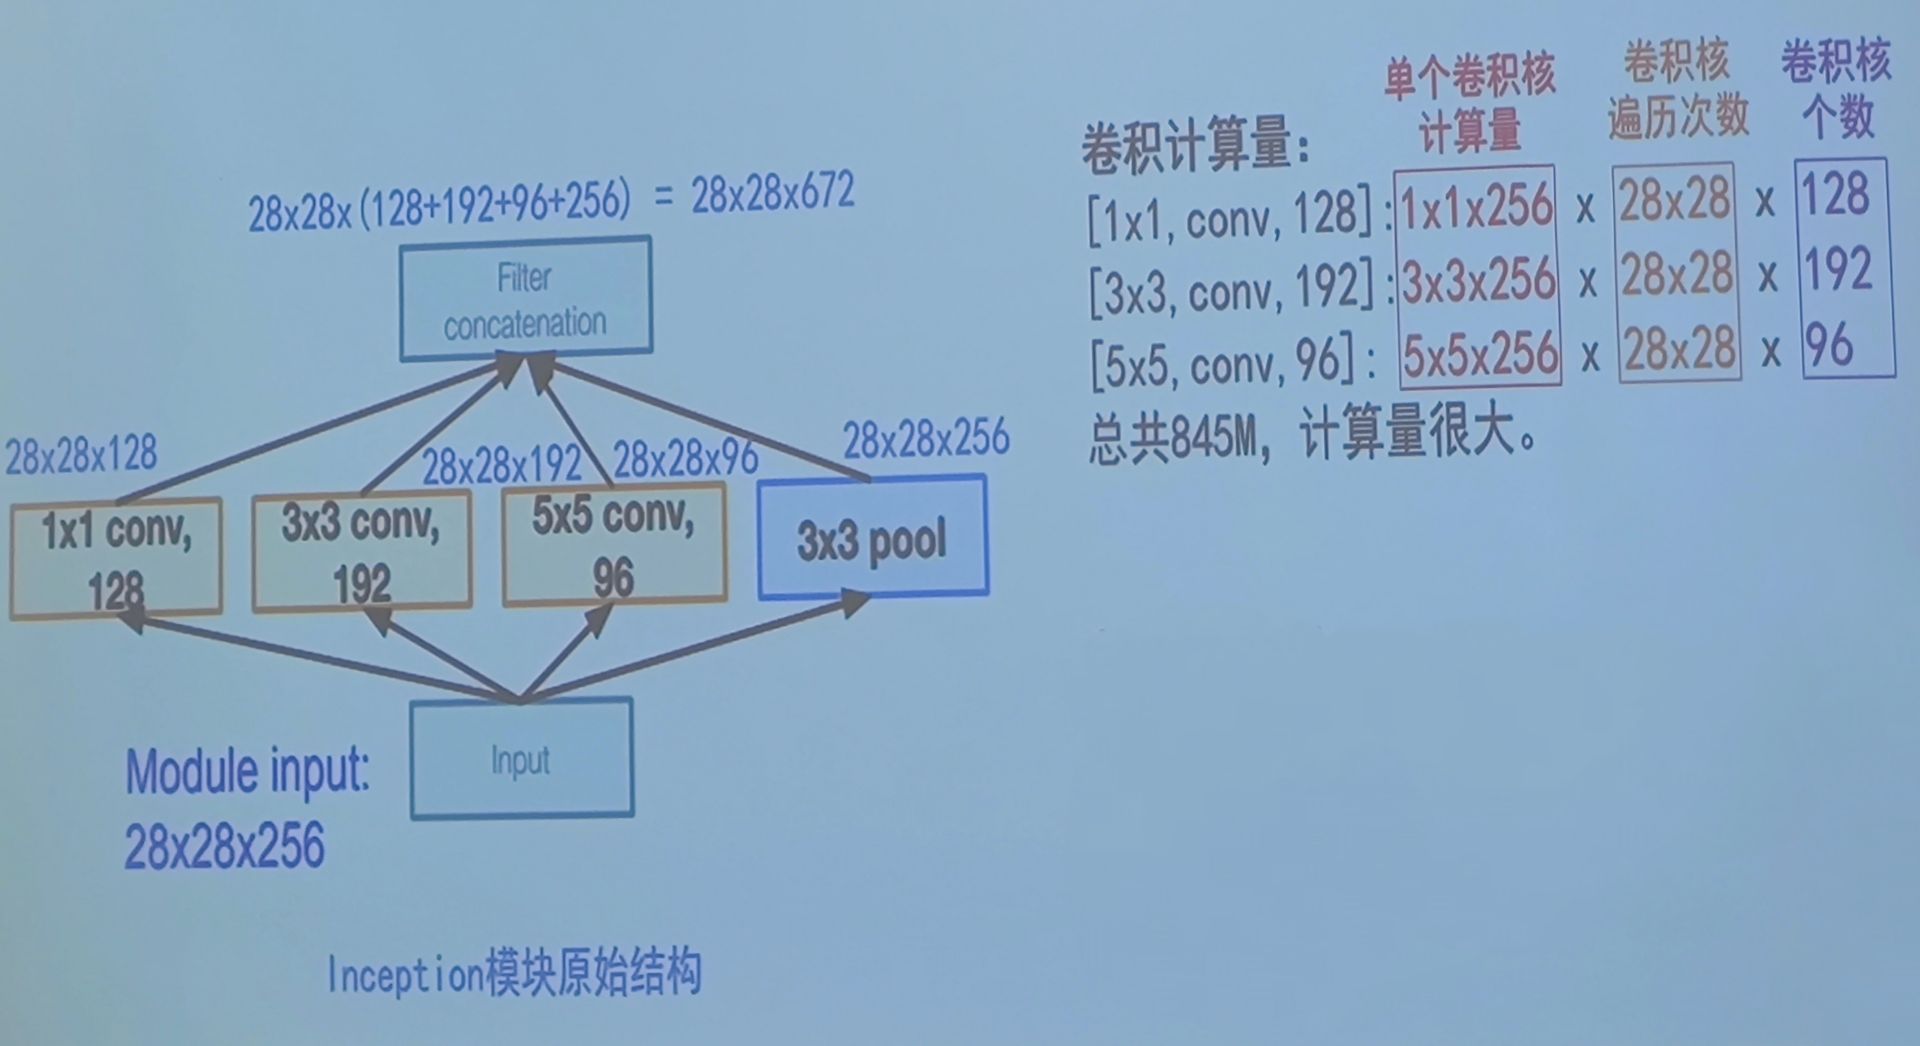 28x28x(128+192+96+256) = 28x28x672
Filter
concatenation
28x28x128
28x28x192
28x28x96
28x28x256
1x1 conv,
128
3x3 conv,
192
5x5 conv,
96
3x3 pool
Input
Module input:
28x28x256
Inception模块原始结构
单个卷积核
计算量
卷积核
遍历次数
卷积核
个数
卷积计算量:
[1x1, conv, 128]: 1x1x256 x 28x28 x 128
[3x3, conv, 192]: 3x3x256 x 28x28 x 192
[5x5, conv, 96]: 5x5x256 x 28x28 x 96
总共845M，计算量很大。